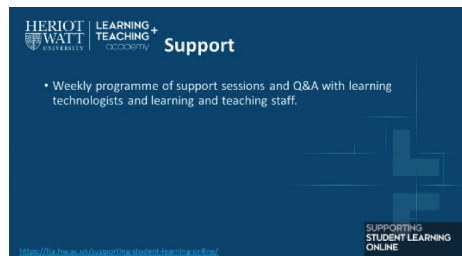 HERIOT WATT UNIVERSITY
LEARNING + TEACHING academy
Support
• Weekly programme of support sessions and Q&A with learning
technologists and learning and teaching staff.
https://lta.hw.ac.uk/supporting-student-learning-online/
SUPPORTING
STUDENT LEARNING
ONLINE